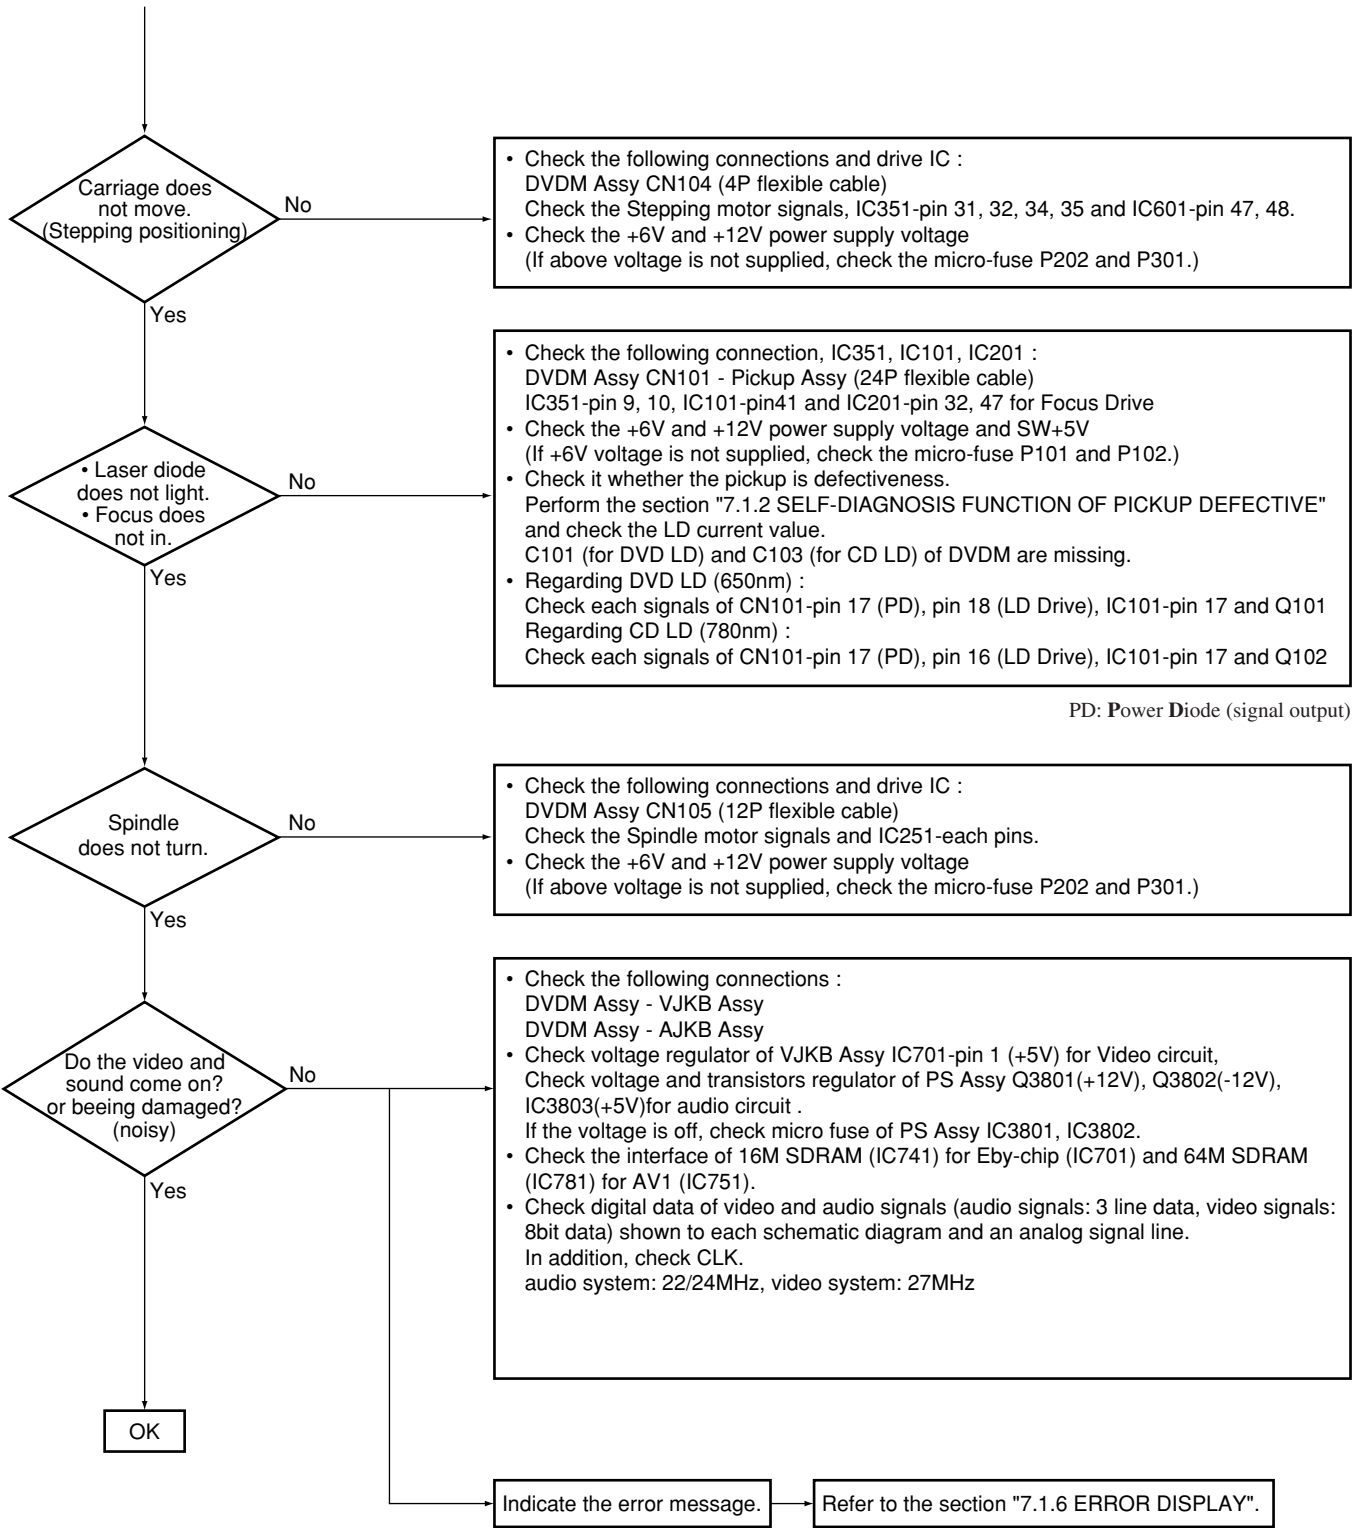 Carriage does
not move.
(Stepping positioning)
No
• Check the following connections and drive IC :
DVDM Assy CN104 (4P flexible cable)
Check the Stepping motor signals, IC351-pin 31, 32, 34, 35 and IC601-pin 47, 48.
• Check the +6V and +12V power supply voltage
(If above voltage is not supplied, check the micro-fuse P202 and P301.)
Yes
• Laser diode
does not light.
• Focus does
not in.
No
• Check the following connection, IC351, IC101, IC201 :
DVDM Assy CN101 - Pickup Assy (24P flexible cable)
IC351-pin 9, 10, IC101-pin41 and IC201-pin 32, 47 for Focus Drive
• Check the +6V and +12V power supply voltage and SW+5V
(If +6V voltage is not supplied, check the micro-fuse P101 and P102.)
• Check it whether the pickup is defectiveness.
Perform the section "7.1.2 SELF-DIAGNOSIS FUNCTION OF PICKUP DEFECTIVE"
and check the LD current value.
C101 (for DVD LD) and C103 (for CD LD) of DVDM are missing.
• Regarding DVD LD (650nm) :
Check each signals of CN101-pin 17 (PD), pin 18 (LD Drive), IC101-pin 17 and Q101
Regarding CD LD (780nm) :
Check each signals of CN101-pin 17 (PD), pin 16 (LD Drive), IC101-pin 17 and Q102
Yes
PD: Power Diode (signal output)
Spindle
does not turn.
No
• Check the following connections and drive IC :
DVDM Assy CN105 (12P flexible cable)
Check the Spindle motor signals and IC251-each pins.
• Check the +6V and +12V power supply voltage
(If above voltage is not supplied, check the micro-fuse P202 and P301.)
Yes
Do the video and
sound come on?
or beeing damaged?
(noisy)
No
• Check the following connections :
DVDM Assy - VJKB Assy
DVDM Assy - AJKB Assy
• Check voltage regulator of VJKB Assy IC701-pin 1 (+5V) for Video circuit,
Check voltage and transistors regulator of PS Assy Q3801(+12V), Q3802(-12V),
IC3803(+5V)for audio circuit .
If the voltage is off, check micro fuse of PS Assy IC3801, IC3802.
• Check the interface of 16M SDRAM (IC741) for Eby-chip (IC701) and 64M SDRAM
(IC781) for AV1 (IC751).
• Check digital data of video and audio signals (audio signals: 3 line data, video signals:
8bit data) shown to each schematic diagram and an analog signal line.
In addition, check CLK.
audio system: 22/24MHz, video system: 27MHz
Yes
OK
Indicate the error message.
Refer to the section "7.1.6 ERROR DISPLAY".